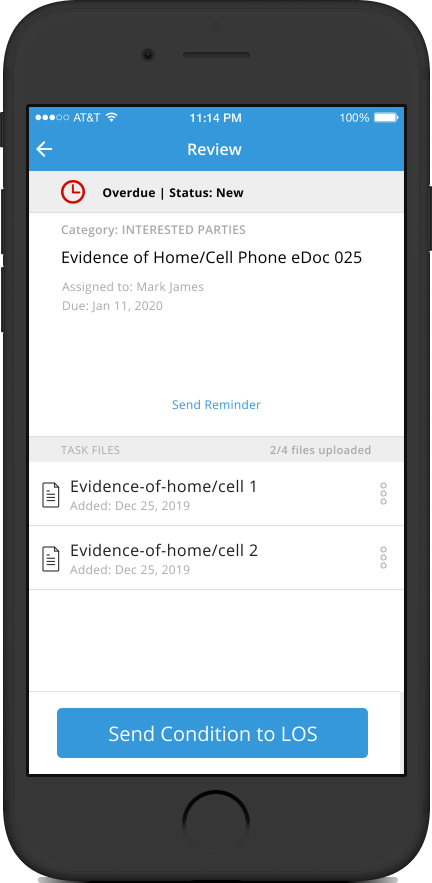 AT&T 11:14 PM 100%
Review
Overdue | Status: New
Category: INTERESTED PARTIES
Evidence of Home/Cell Phone eDoc 025
Assigned to: Mark James
Due: Jan 11, 2020
Send Reminder
TASK FILES 2/4 files uploaded
Evidence-of-home/cell 1
Added: Dec 25, 2019
Evidence-of-home/cell 2
Added: Dec 25, 2019
Send Condition to LOS